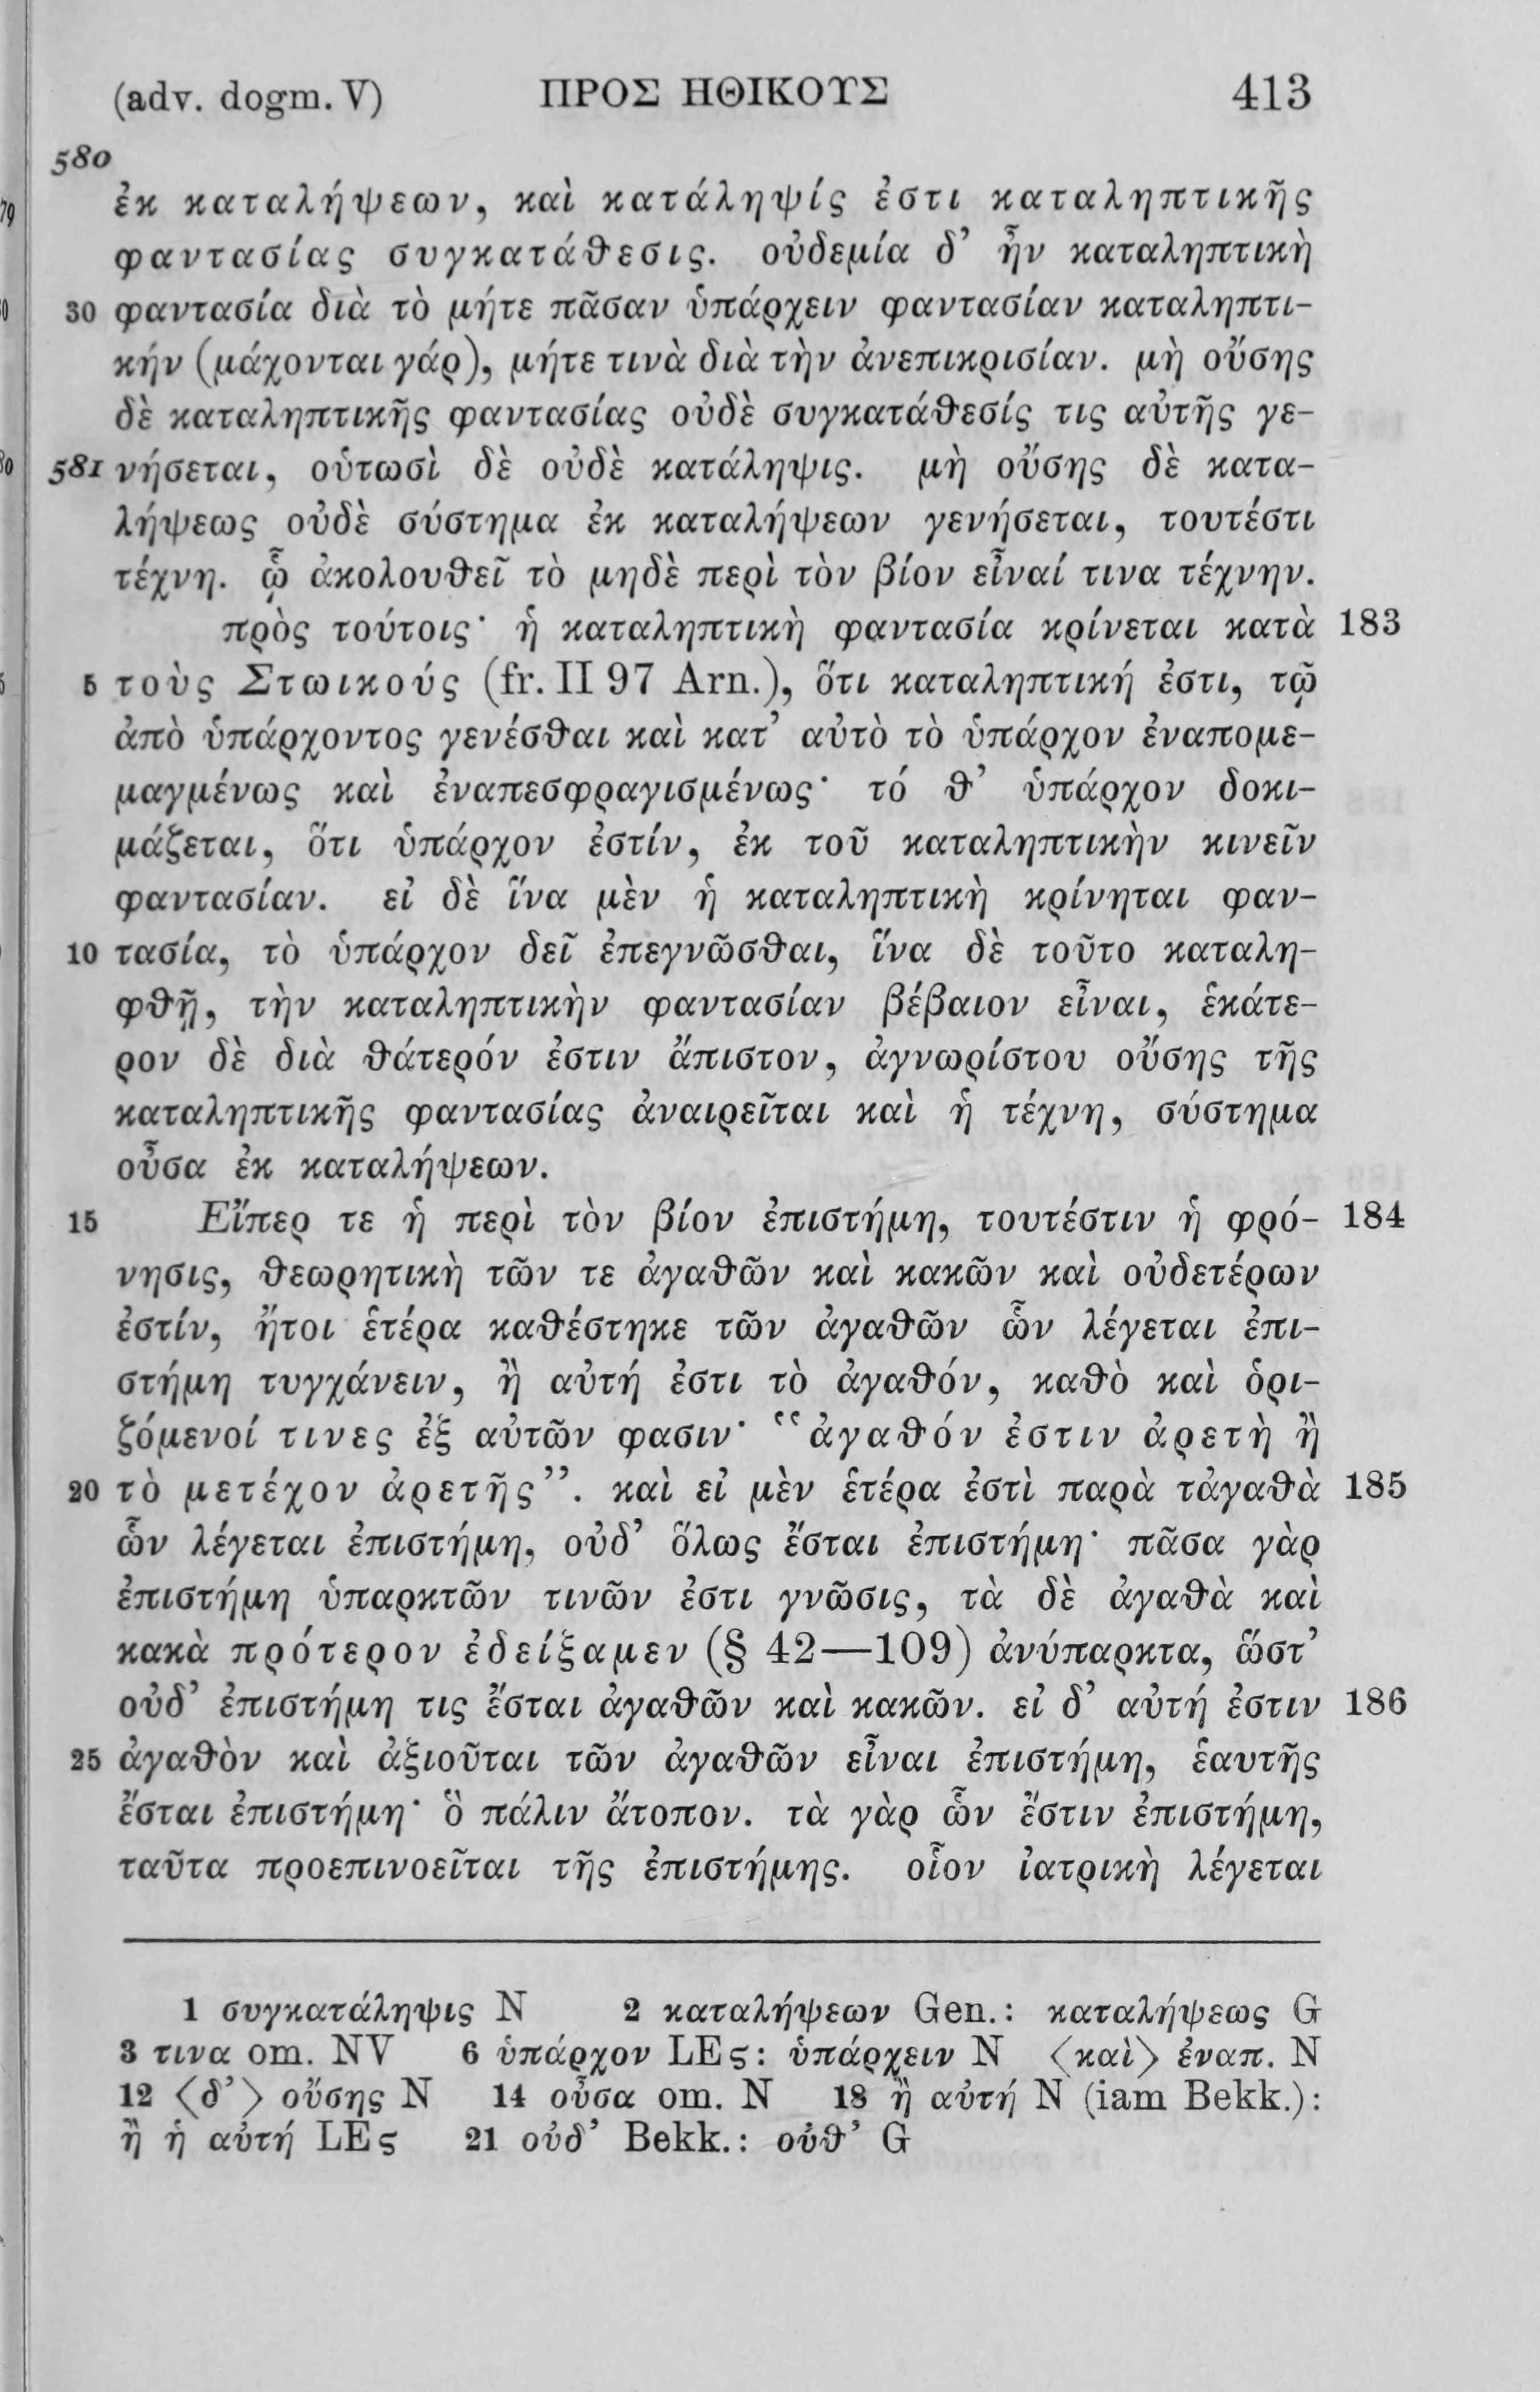 (adv. dogm. V) ΠΡΟΣ ΗΘΙΚΟΥΣ 413
580
ἐκ καταλήψεων, καὶ κατάληψίς ἐστι καταληπτικῆς
φαντασίας συγκατάθεσις. οὐδεμία δ’ ἦν καταληπτικὴ
30 φαντασία διὰ τὸ μήτε πᾶσαν ὑπάρχειν φαντασίαν καταληπτι-
κήν (μάχονται γάρ), μήτε τινὰ διὰ τὴν ἀνεπικρισίαν. μὴ οὔσης
δὲ καταληπτικῆς φαντασίας οὐδὲ συγκατάθεσίς τις αὐτῆς γε-
581 νήσεται, οὑτωσὶ δὲ οὐδὲ κατάληψις. μὴ οὔσης δὲ κατα-
λήψεως οὐδὲ σύστημα ἐκ καταλήψεων γενήσεται, τουτέστι
τέχνη. ᾧ ἀκολουθεῖ τὸ μηδὲ περὶ τὸν βίον εἶναί τινα τέχνην.
πρὸς τούτοις· ἡ καταληπτικὴ φαντασία κρίνεται κατὰ 183
5 τοὺς Στωικούς (fr. II 97 Arn.), ὅτι καταληπτική ἐστι, τῷ
ἀπὸ ὑπάρχοντος γενέσθαι καὶ κατ’ αὐτὸ τὸ ὑπάρχον ἐναπομε-
μαγμένως καὶ ἐναπεσφραγισμένως· τό θ’ ὑπάρχον δοκι-
μάζεται, ὅτι ὑπάρχον ἐστίν, ἐκ τοῦ καταληπτικὴν κινεῖν
φαντασίαν. εἰ δὲ ἵνα μὲν ἡ καταληπτικὴ κρίνηται φαν-
10 τασία, τὸ ὑπάρχον δεῖ ἐπεγνῶσθαι, ἵνα δὲ τοῦτο καταλη-
φθῇ, τὴν καταληπτικὴν φαντασίαν βέβαιον εἶναι, ἑκάτε-
ρον δὲ διὰ θάτερόν ἐστιν ἄπιστον, ἀγνωρίστου οὔσης τῆς
καταληπτικῆς φαντασίας ἀναιρεῖται καὶ ἡ τέχνη, σύστημα
οὖσα ἐκ καταλήψεων.
15 Εἴπερ τε ἡ περὶ τὸν βίον ἐπιστήμη, τουτέστιν ἡ φρό- 184
νησις, θεωρητικὴ τῶν τε ἀγαθῶν καὶ κακῶν καὶ οὐδετέρων
ἐστίν, ἤτοι ἑτέρα καθέστηκε τῶν ἀγαθῶν ὧν λέγεται ἐπι-
στήμη τυγχάνειν, ἢ αὐτή ἐστι τὸ ἀγαθόν, καθὸ καὶ ὁρι-
ζόμενοί τινες ἐξ αὐτῶν φασιν· “ἀγαθόν ἐστιν ἀρετὴ ἢ
20 τὸ μετέχον ἀρετῆς”. καὶ εἰ μὲν ἑτέρα ἐστὶ παρὰ τἀγαθὰ 185
ὧν λέγεται ἐπιστήμη, οὐδ’ ὅλως ἔσται ἐπιστήμη· πᾶσα γὰρ
ἐπιστήμη ὑπαρκτῶν τινῶν ἐστι γνῶσις, τὰ δὲ ἀγαθὰ καὶ
κακὰ πρότερον ἐδείξαμεν (§ 42—109) ἀνύπαρκτα, ὥστ’
οὐδ’ ἐπιστήμη τις ἔσται ἀγαθῶν καὶ κακῶν. εἰ δ’ αὐτή ἐστιν 186
25 ἀγαθὸν καὶ ἀξιοῦται τῶν ἀγαθῶν εἶναι ἐπιστήμη, ἑαυτῆς
ἔσται ἐπιστήμη· ὃ πάλιν ἄτοπον. τὰ γὰρ ὧν ἔστιν ἐπιστήμη,
ταῦτα προεπινοεῖται τῆς ἐπιστήμης. οἷον ἰατρικὴ λέγεται
1 συγκατάληψις N 2 καταλήψεων Gen.: καταλήψεως G
3 τινα om. NV 6 ὑπάρχον LEς: ὑπάρχειν N ⟨καὶ⟩ ἐναπ. N
12 ⟨δ’⟩ οὔσης N 14 οὖσα om. N 18 ἢ αὐτή N (iam Bekk.):
ἢ ἡ αὐτή LEς 21 οὐδ’ Bekk.: οὐθ’ G